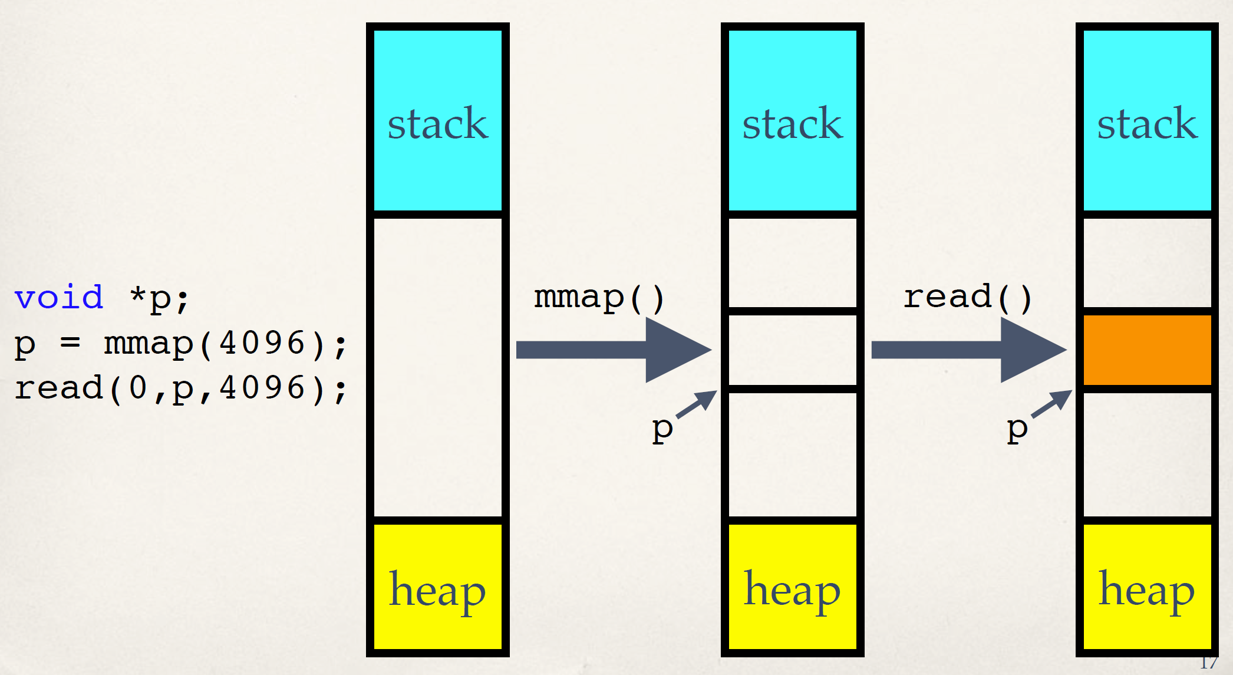 stack
stack
stack
void *p;
p = mmap(4096);
read(0,p,4096);
mmap()
read()
p
p
heap
heap
heap
17